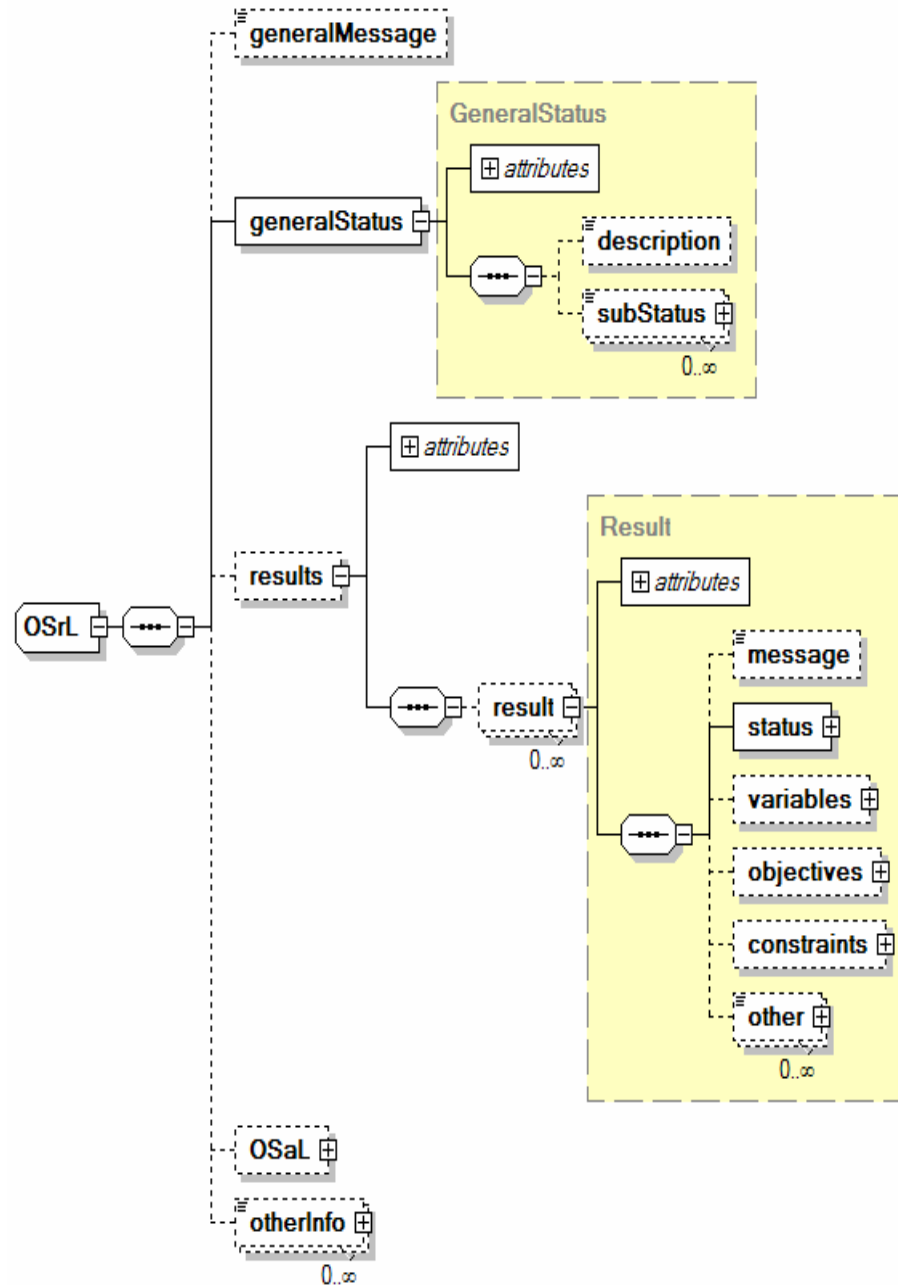 generalMessage
GeneralStatus
attributes
generalStatus
description
subStatus
0..∞
attributes
Result
results
attributes
OSrL
message
result
status
0..∞
variables
objectives
constraints
other
0..∞
OSaL
otherInfo
0..∞